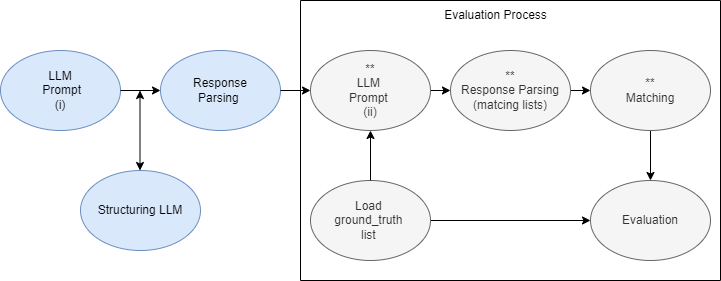 Evaluation Process
LLM
Prompt
(i)
Response
Parsing
**
LLM
Prompt
(ii)
**
Response Parsing
(matcing lists)
**
Matching
Structuring LLM
Load
ground_truth
list
Evaluation